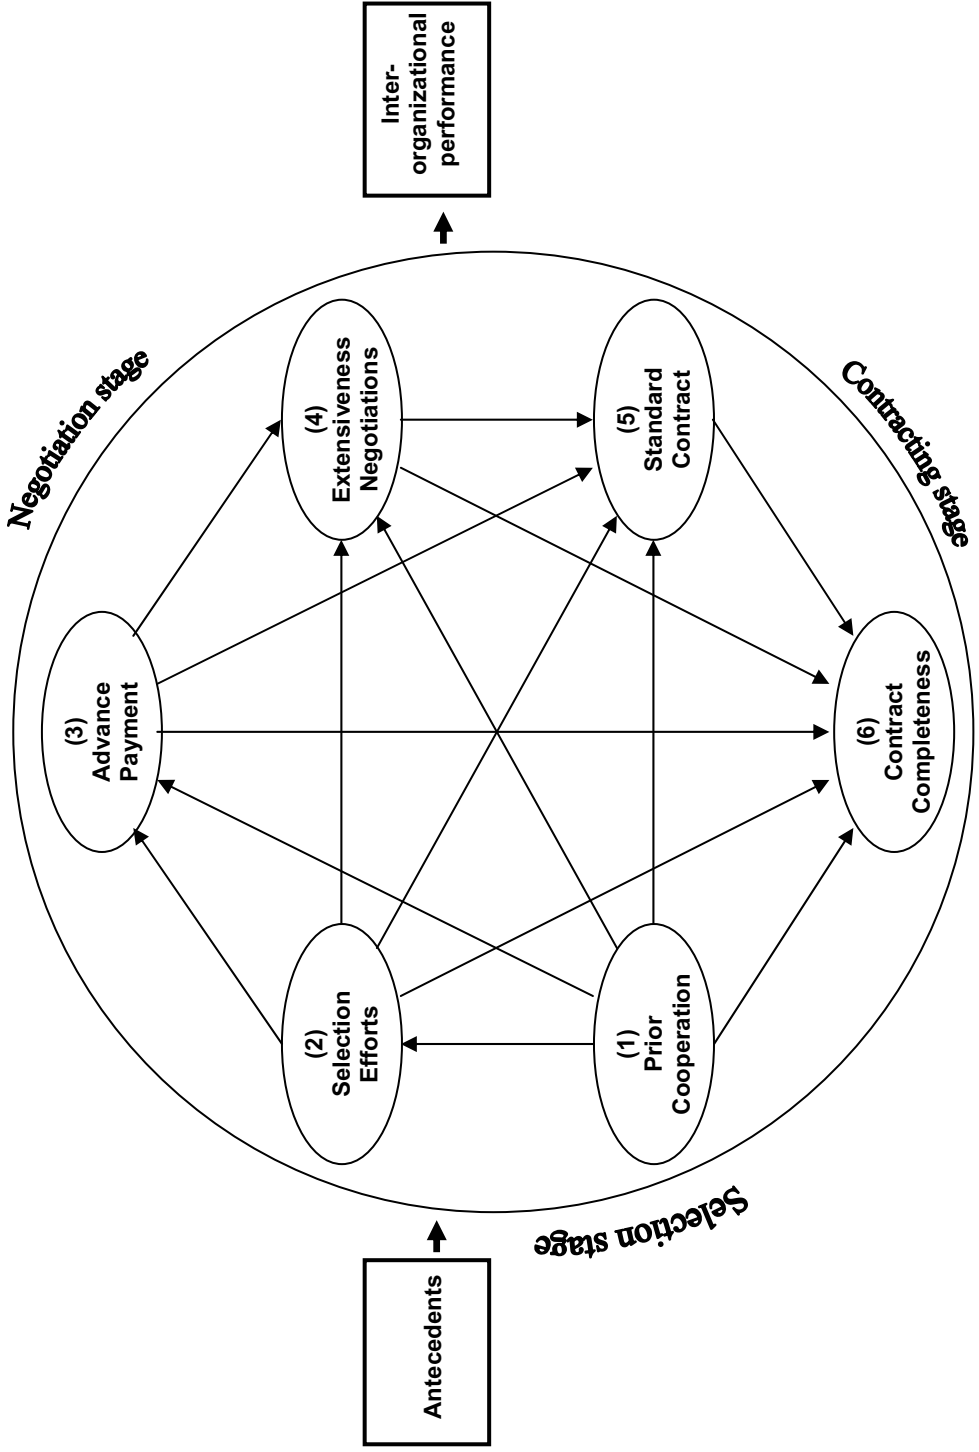 Antecedents
Selection stage
(1)
Prior
Cooperation
(2)
Selection
Efforts
Negotiation stage
(3)
Advance
Payment
(4)
Extensiveness
Negotiations
Contracting stage
(5)
Standard
Contract
(6)
Contract
Completeness
Inter-
organizational
performance